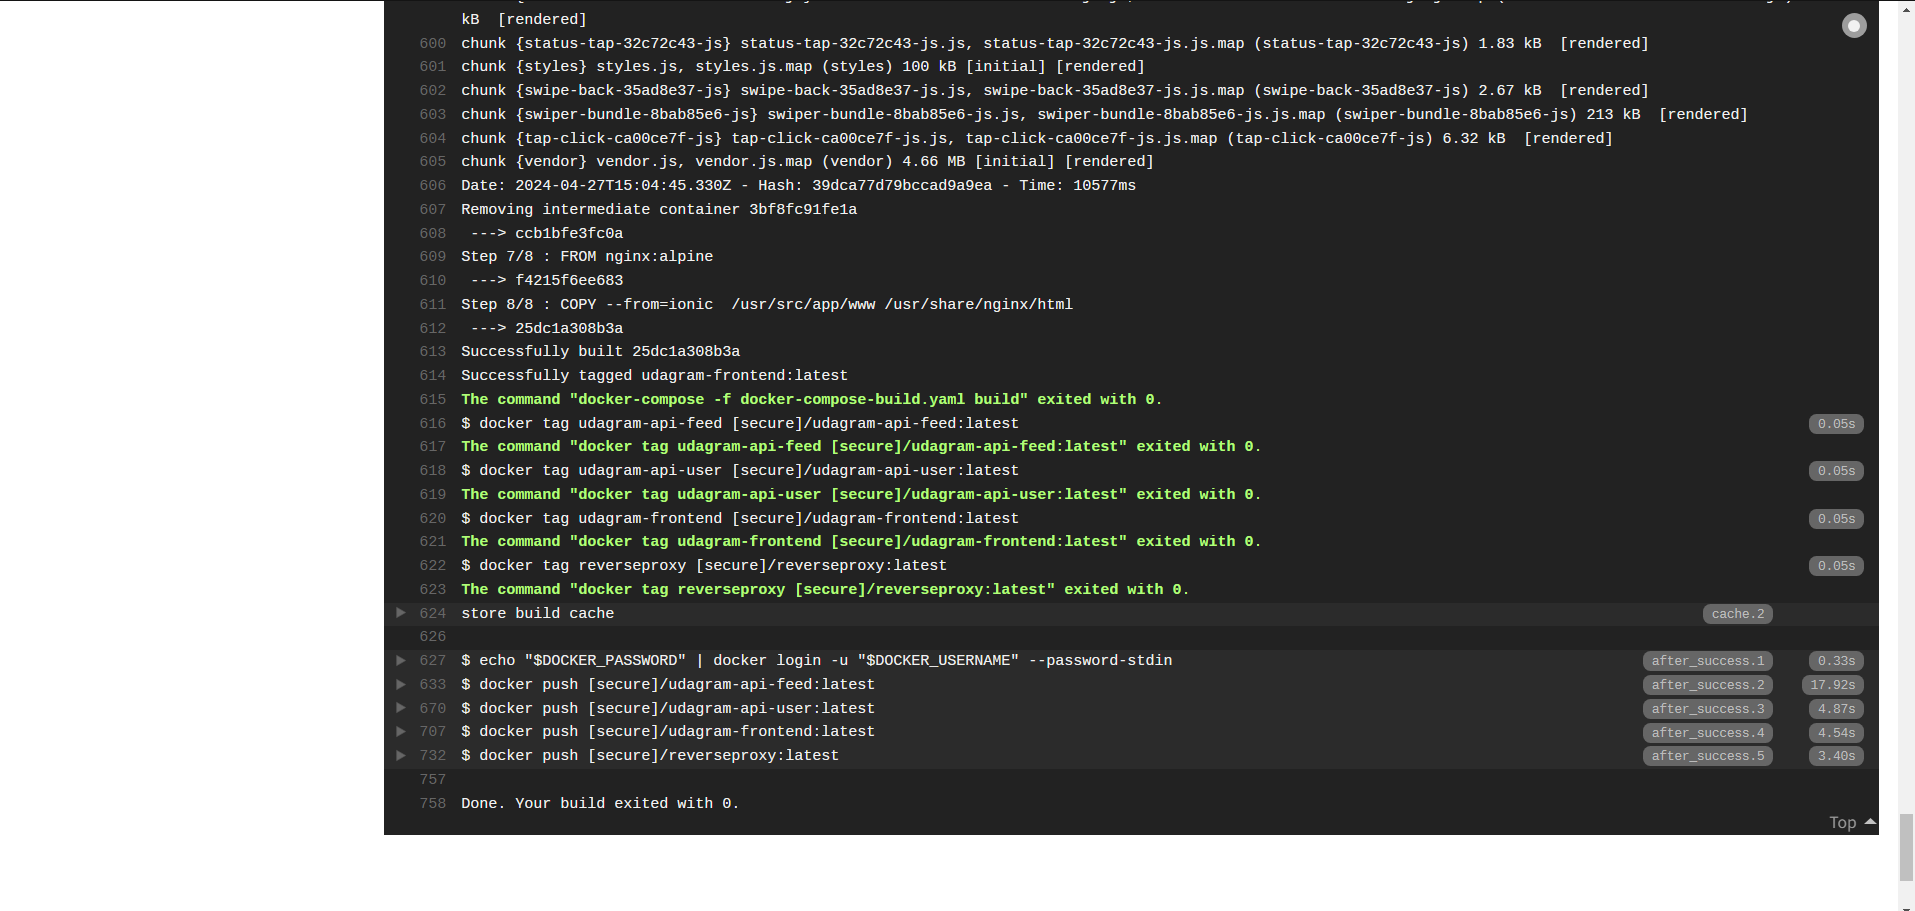 kB  [rendered]
600 chunk {status-tap-32c72c43-js} status-tap-32c72c43-js.js, status-tap-32c72c43-js.js.map (status-tap-32c72c43-js) 1.83 kB  [rendered]
601 chunk {styles} styles.js, styles.js.map (styles) 100 kB [initial] [rendered]
602 chunk {swipe-back-35ad8e37-js} swipe-back-35ad8e37-js.js, swipe-back-35ad8e37-js.js.map (swipe-back-35ad8e37-js) 2.67 kB  [rendered]
603 chunk {swiper-bundle-8bab85e6-js} swiper-bundle-8bab85e6-js.js, swiper-bundle-8bab85e6-js.js.map (swiper-bundle-8bab85e6-js) 213 kB  [rendered]
604 chunk {tap-click-ca00ce7f-js} tap-click-ca00ce7f-js.js, tap-click-ca00ce7f-js.js.map (tap-click-ca00ce7f-js) 6.32 kB  [rendered]
605 chunk {vendor} vendor.js, vendor.js.map (vendor) 4.66 MB [initial] [rendered]
606 Date: 2024-04-27T15:04:45.330Z - Hash: 39dca77d79bccad9a9ea - Time: 10577ms
607 Removing intermediate container 3bf8fc91fe1a
608  ---> ccb1bfe3fc0a
609 Step 7/8 : FROM nginx:alpine
610  ---> f4215f6ee683
611 Step 8/8 : COPY --from=ionic  /usr/src/app/www /usr/share/nginx/html
612  ---> 25dc1a308b3a
613 Successfully built 25dc1a308b3a
614 Successfully tagged udagram-frontend:latest
615 The command "docker-compose -f docker-compose-build.yaml build" exited with 0.
616 $ docker tag udagram-api-feed [secure]/udagram-api-feed:latest 0.05s
617 The command "docker tag udagram-api-feed [secure]/udagram-api-feed:latest" exited with 0.
618 $ docker tag udagram-api-user [secure]/udagram-api-user:latest 0.05s
619 The command "docker tag udagram-api-user [secure]/udagram-api-user:latest" exited with 0.
620 $ docker tag udagram-frontend [secure]/udagram-frontend:latest 0.05s
621 The command "docker tag udagram-frontend [secure]/udagram-frontend:latest" exited with 0.
622 $ docker tag reverseproxy [secure]/reverseproxy:latest 0.05s
623 The command "docker tag reverseproxy [secure]/reverseproxy:latest" exited with 0.
624 store build cache cache.2
626
627 $ echo "$DOCKER_PASSWORD" | docker login -u "$DOCKER_USERNAME" --password-stdin after_success.1 0.33s
633 $ docker push [secure]/udagram-api-feed:latest after_success.2 17.92s
670 $ docker push [secure]/udagram-api-user:latest after_success.3 4.87s
707 $ docker push [secure]/udagram-frontend:latest after_success.4 4.54s
732 $ docker push [secure]/reverseproxy:latest after_success.5 3.40s
757
758 Done. Your build exited with 0.
Top